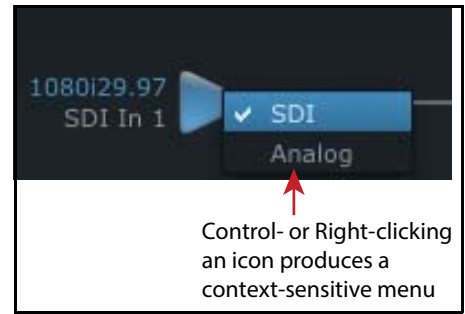 1080i29.97
SDI In 1
✔ SDI
Analog
Control- or Right-clicking
an icon produces a
context-sensitive menu